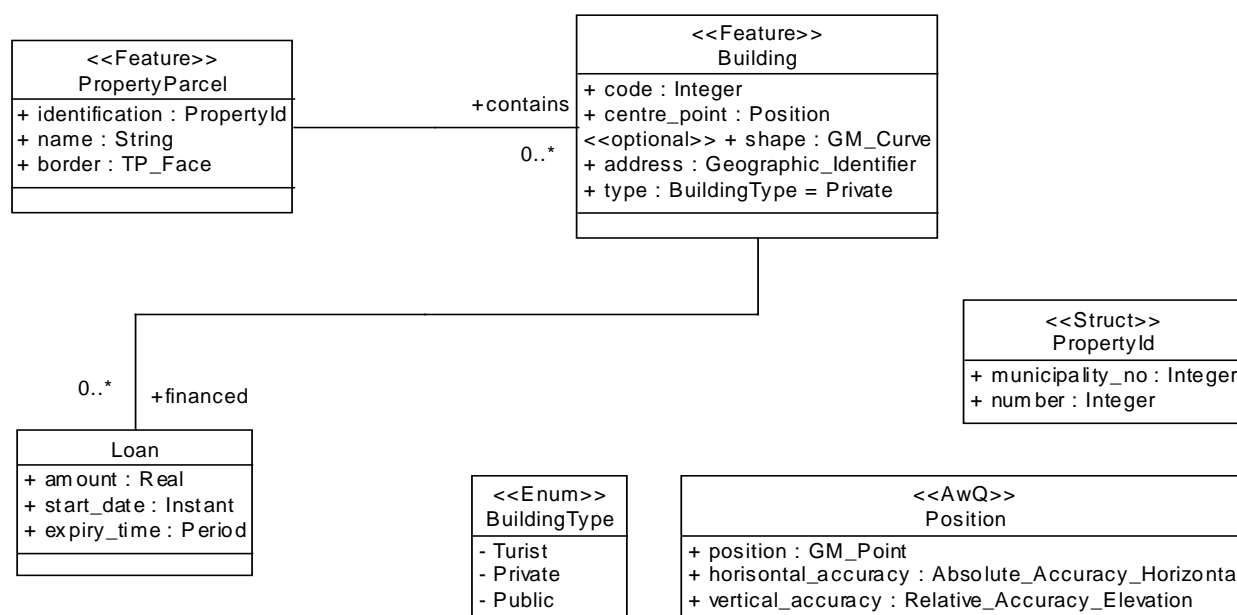 <<Feature>>
PropertyParcel
+ identification : PropertyId
+ name : String
+ border : TP_Face
+contains
0..*
<<Feature>>
Building
+ code : Integer
+ centre_point : Position
<<optional>> + shape : GM_Curve
+ address : Geographic_Identifier
+ type : BuildingType = Private
0..*
+financed
Loan
+ amount : Real
+ start_date : Instant
+ expiry_time : Period
<<Struct>>
PropertyId
+ municipality_no : Integer
+ number : Integer
<<Enum>>
BuildingType
- Turist
- Private
- Public
<<AwQ>>
Position
+ position : GM_Point
+ horisontal_accuracy : Absolute_Accuracy_Horizonta
+ vertical_accuracy : Relative_Accuracy_Elevation